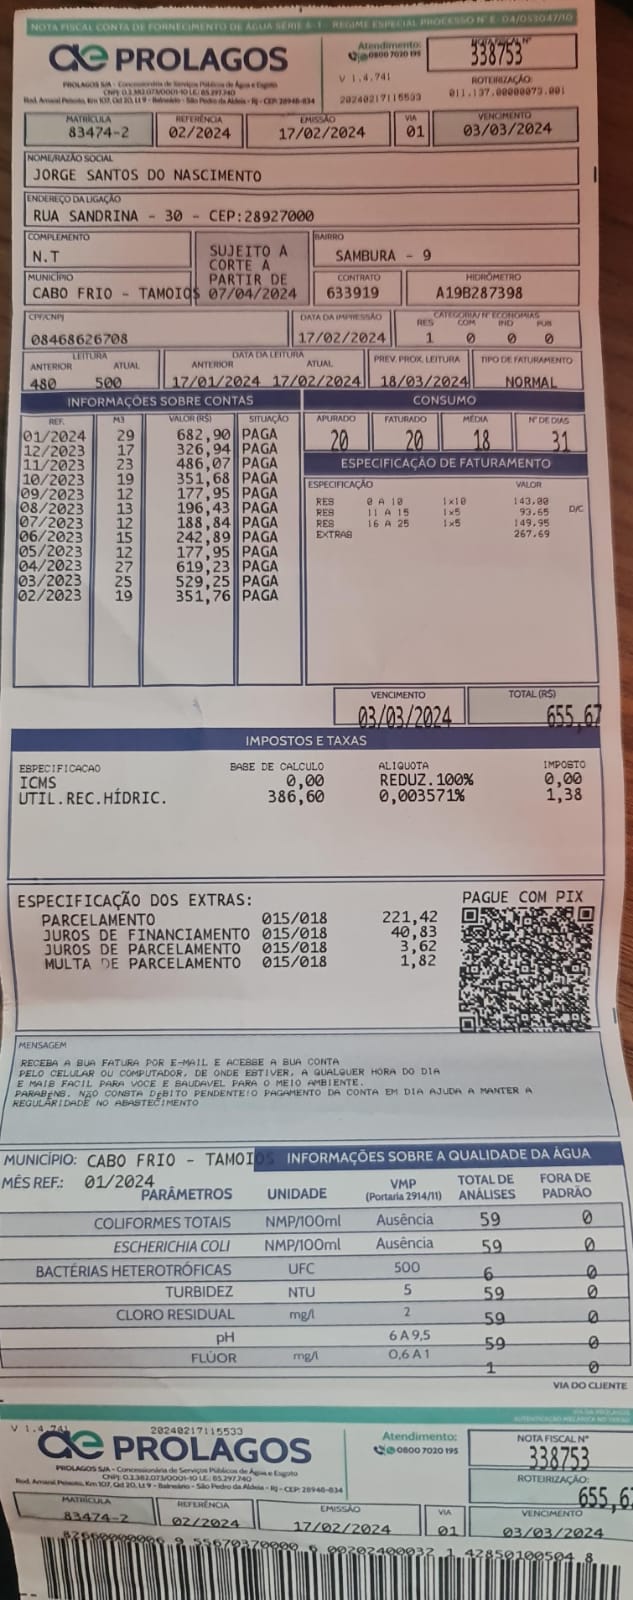 NOTA FISCAL CONTA DE FORNECIMENTO DE ÁGUA SÉRIE A-1 - REGIME ESPECIAL PROCESSO Nº E-04/053047/10
ae PROLAGOS
PROLAGOS S/A - Concessionária de Serviços Públicos de Água e Esgoto
CNPJ: 02.382.073/0001-10 I.E.: 85.297.740
Rod. Amaral Peixoto, Km 107, Qd 20, Lt 9 - Balneário - São Pedro da Aldeia - RJ - CEP: 28948-834
Atendimento:
0800 7020 195
V 1.4.741
20240217115533
NOTA FISCAL Nº
338753
ROTEIRIZAÇÃO:
011.137.00000073.001
MATRÍCULA REFERÊNCIA EMISSÃO VIA VENCIMENTO
83474-2 02/2024 17/02/2024 01 03/03/2024
NOME/RAZÃO SOCIAL
JORGE SANTOS DO NASCIMENTO
ENDEREÇO DA LIGAÇÃO
RUA SANDRINA - 30 - CEP:28927000
COMPLEMENTO
N.T
SUJEITO A
CORTE A
PARTIR DE
07/04/2024
BAIRRO
SAMBURA - 9
MUNICÍPIO CONTRATO HIDRÔMETRO
CABO FRIO - TAMOIOS 633919 A19B287398
CPF/CNPJ DATA DA IMPRESSÃO CATEGORIA/ Nº ECONOMIAS
RES COM IND PUB
08468626708 17/02/2024 1 0 0 0
LEITURA DATA DA LEITURA PREV. PROX. LEITURA TIPO DE FATURAMENTO
ANTERIOR ATUAL ANTERIOR ATUAL
480 500 17/01/2024 17/02/2024 18/03/2024 NORMAL
INFORMAÇÕES SOBRE CONTAS
REF. M3 VALOR (R$) SITUAÇÃO
01/2024 29 682,90 PAGA
12/2023 17 326,94 PAGA
11/2023 23 486,07 PAGA
10/2023 19 351,68 PAGA
09/2023 12 177,95 PAGA
08/2023 13 196,43 PAGA
07/2023 12 188,84 PAGA
06/2023 15 242,89 PAGA
05/2023 12 177,95 PAGA
04/2023 27 619,23 PAGA
03/2023 25 529,25 PAGA
02/2023 19 351,76 PAGA
CONSUMO
APURADO FATURADO MÉDIA Nº DE DIAS
20 20 18 31
ESPECIFICAÇÃO DE FATURAMENTO
ESPECIFICAÇÃO VALOR
D/C
RES 0 A 10 1x10 143,00
RES 11 A 15 1x5 93,65
RES 16 A 25 1x5 149,95
EXTRAS 267,69
VENCIMENTO TOTAL (R$)
03/03/2024 655,67
IMPOSTOS E TAXAS
ESPECIFICACAO BASE DE CALCULO ALIQUOTA IMPOSTO
ICMS 0,00 REDUZ.100% 0,00
UTIL.REC.HÍDRIC. 386,60 0,003571% 1,38
ESPECIFICAÇÃO DOS EXTRAS:
PARCELAMENTO 015/018 221,42
JUROS DE FINANCIAMENTO 015/018 40,83
JUROS DE PARCELAMENTO 015/018 3,62
MULTA DE PARCELAMENTO 015/018 1,82
PAGUE COM PIX
MENSAGEM
RECEBA A SUA FATURA POR E-MAIL E ACESSE A SUA CONTA
PELO CELULAR OU COMPUTADOR, DE ONDE ESTIVER, A QUALQUER HORA DO DIA
E MAIS FACIL PARA VOCE E SAUDAVEL PARA O MEIO AMBIENTE.
PARABÉNS, NÃO CONSTA DÉBITO PENDENTE!O PAGAMENTO DA CONTA EM DIA AJUDA A MANTER A
REGULARIDADE NO ABASTECIMENTO
MUNICÍPIO: CABO FRIO - TAMOIOS INFORMAÇÕES SOBRE A QUALIDADE DA ÁGUA
MÊS REF.: 01/2024
PARÂMETROS UNIDADE VMP (Portaria 2914/11) TOTAL DE ANÁLISES FORA DE PADRÃO
COLIFORMES TOTAIS NMP/100ml Ausência 59 0
ESCHERICHIA COLI NMP/100ml Ausência 59 0
BACTÉRIAS HETEROTRÓFICAS UFC 500 6 0
TURBIDEZ NTU 5 59 0
CLORO RESIDUAL mg/l 2 59 0
pH 6 A 9,5 59 0
FLÚOR mg/l 0,6 A 1 1 0
VIA DO CLIENTE
V 1.4.741
20240217115533
ae PROLAGOS
PROLAGOS S/A - Concessionária de Serviços Públicos de Água e Esgoto
CNPJ: 02.382.073/0001-10 I.E.: 85.297.740
Rod. Amaral Peixoto, Km 107, Qd 20, Lt 9 - Balneário - São Pedro da Aldeia - RJ - CEP: 28948-834
Atendimento:
0800 7020 195
NOTA FISCAL Nº
338753
ROTEIRIZAÇÃO:
655,67
MATRÍCULA REFERÊNCIA EMISSÃO VIA VENCIMENTO
83474-2 02/2024 17/02/2024 01 03/03/2024
82660000006 9 55670370000 6 00202400032 1 42850100504 8